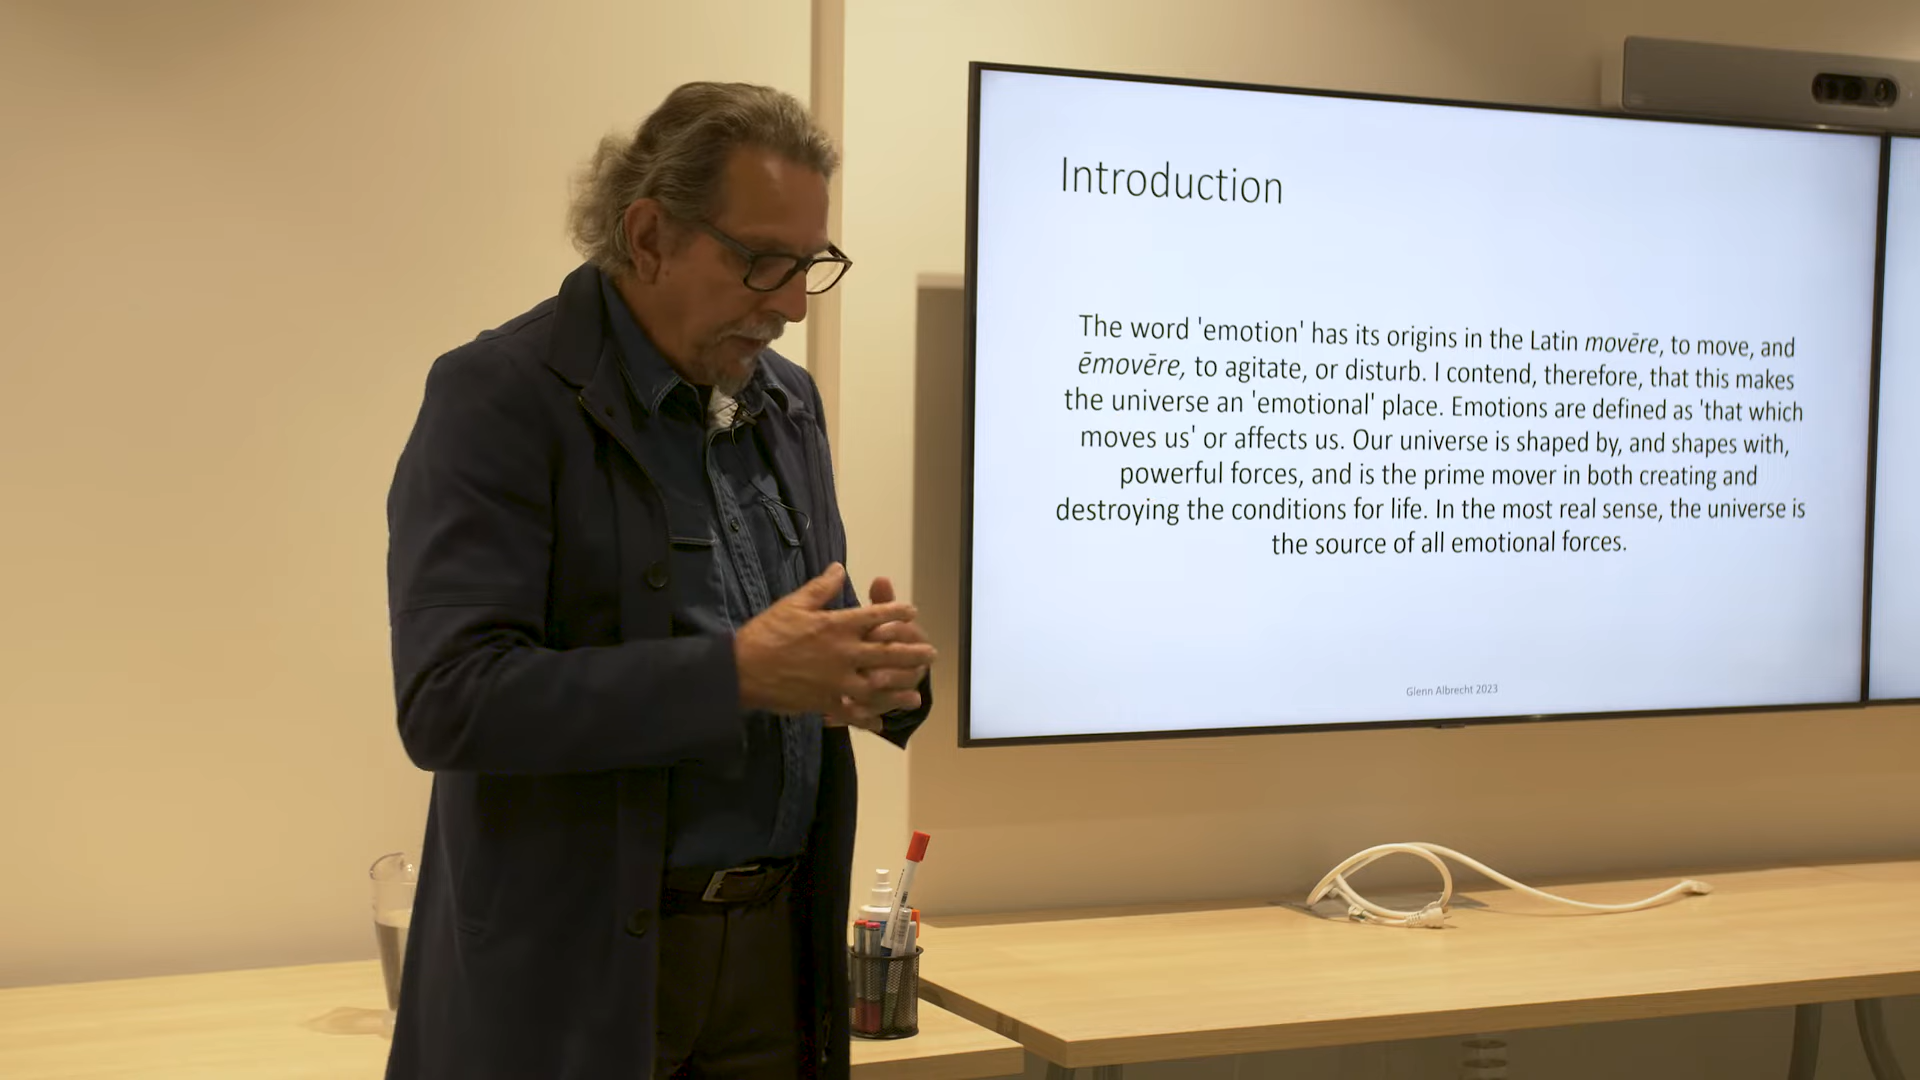 Introduction
The word 'emotion' has its origins in the Latin movēre, to move, and
ēmovēre, to agitate, or disturb. I contend, therefore, that this makes
the universe an 'emotional' place. Emotions are defined as 'that which
moves us' or affects us. Our universe is shaped by, and shapes with,
powerful forces, and is the prime mover in both creating and
destroying the conditions for life. In the most real sense, the universe is
the source of all emotional forces.
Glenn Albrecht 2023